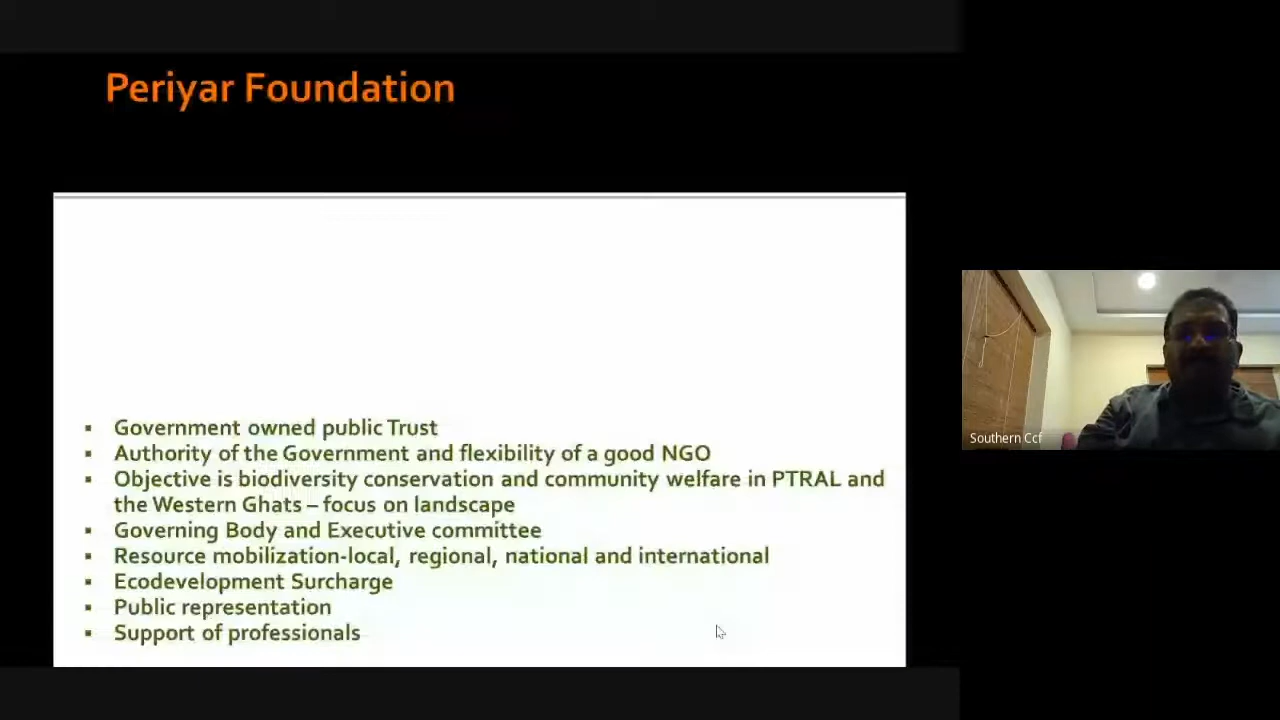 Periyar Foundation
▪ Government owned public Trust
▪ Authority of the Government and flexibility of a good NGO
▪ Objective is biodiversity conservation and community welfare in PTRAL and
the Western Ghats – focus on landscape
▪ Governing Body and Executive committee
▪ Resource mobilization-local, regional, national and international
▪ Ecodevelopment Surcharge
▪ Public representation
▪ Support of professionals
Southern Ccf